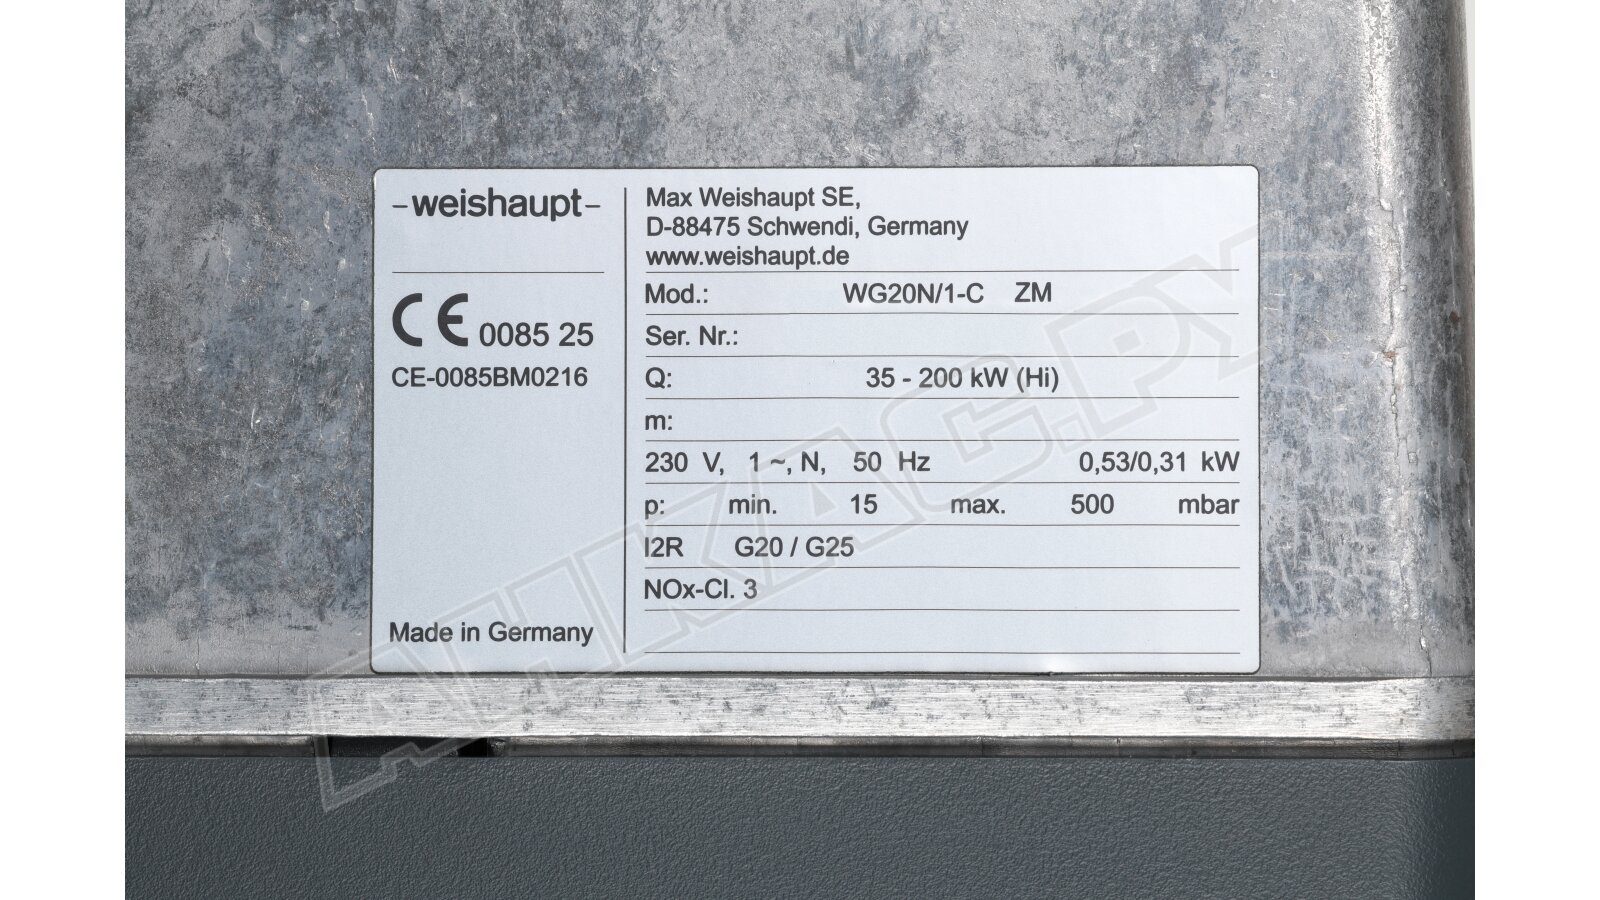 -weishaupt-
CE 0085 25
CE-0085BM0216
Made in Germany
Max Weishaupt SE,
D-88475 Schwendi, Germany
www.weishaupt.de
Mod.: WG20N/1-C ZM
Ser. Nr.:
Q: 35 - 200 kW (Hi)
m:
230 V, 1 ~, N, 50 Hz 0,53/0,31 kW
p: min. 15 max. 500 mbar
I2R G20 / G25
NOx-Cl. 3
АЦКАС.РУ